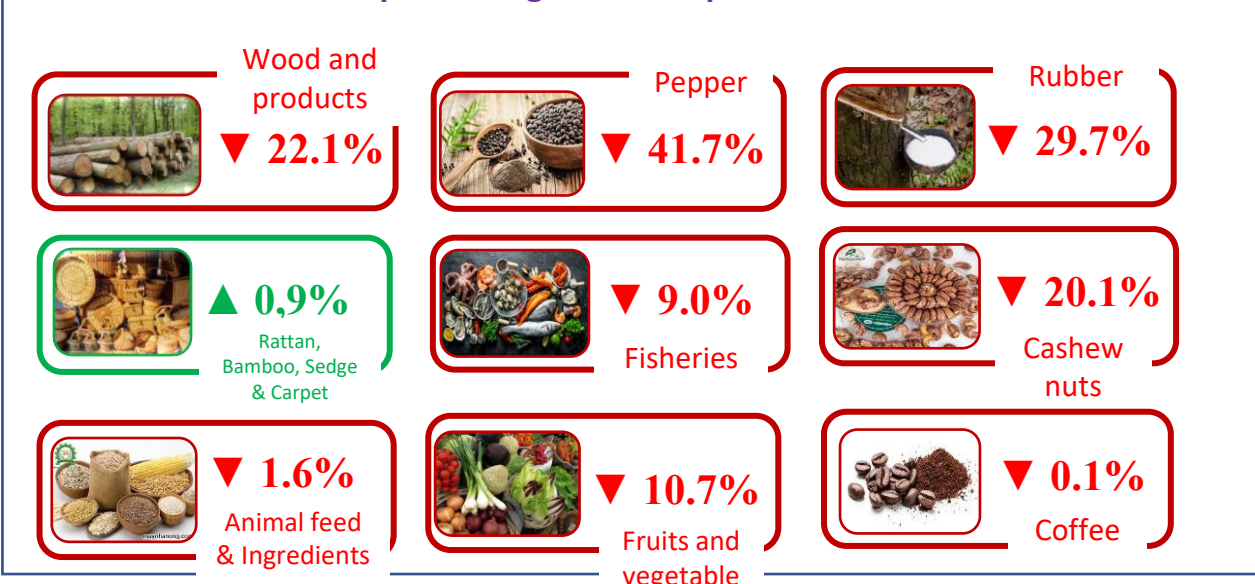 Wood and
products
▼ 22.1%
Pepper
▼ 41.7%
Rubber
▼ 29.7%
▲ 0,9%
Rattan,
Bamboo, Sedge
& Carpet
▼ 9.0%
Fisheries
▼ 20.1%
Cashew
nuts
▼ 1.6%
Animal feed
& Ingredients
▼ 10.7%
Fruits and
vegetable
▼ 0.1%
Coffee